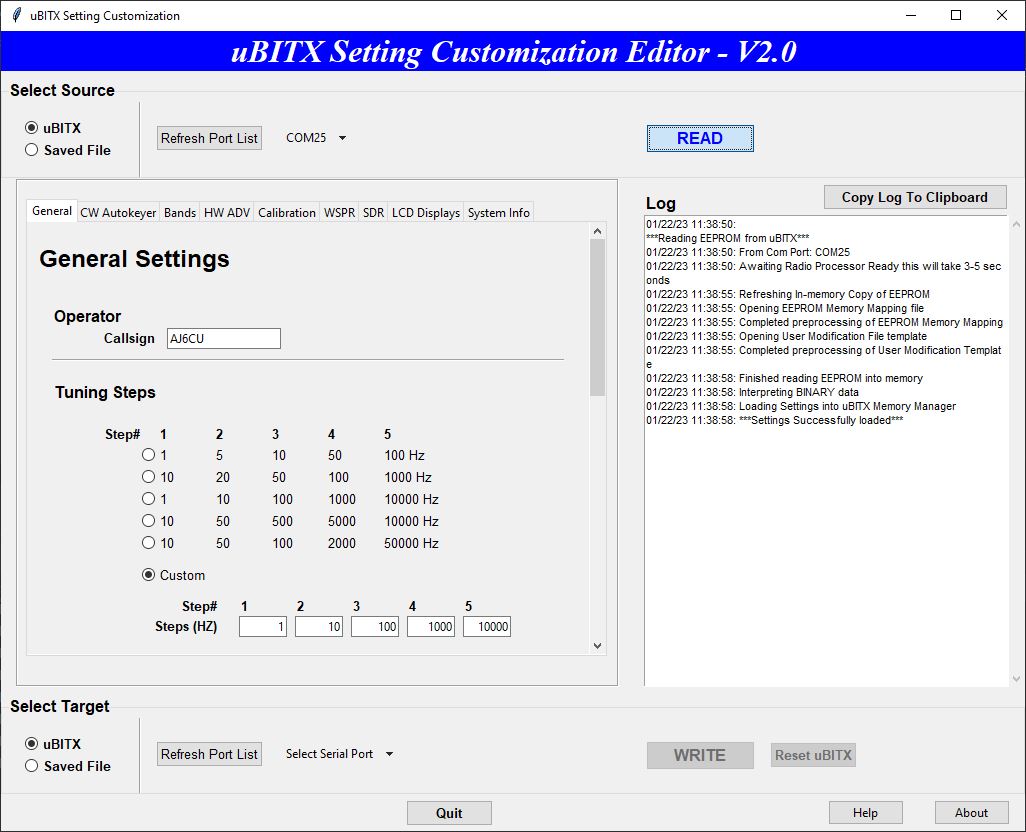 uBITX Setting Customization
uBITX Setting Customization Editor - V2.0
Select Source
uBITX
Saved File
Refresh Port List
COM25
READ
General
CW Autokeyer
Bands
HW ADV
Calibration
WSPR
SDR
LCD Displays
System Info
General Settings
Operator
Callsign AJ6CU
Tuning Steps
Step# 1 2 3 4 5
1 5 10 50 100 Hz
10 20 50 100 1000 Hz
1 10 100 1000 10000 Hz
10 50 500 5000 10000 Hz
10 50 100 2000 50000 Hz
Custom
Step# 1 2 3 4 5
Steps (HZ) 1 10 100 1000 10000
Log
Copy Log To Clipboard
01/22/23 11:38:50:
***Reading EEPROM from uBITX***
01/22/23 11:38:50: From Com Port: COM25
01/22/23 11:38:50: Awaiting Radio Processor Ready this will take 3-5 sec
onds
01/22/23 11:38:55: Refreshing In-memory Copy of EEPROM
01/22/23 11:38:55: Opening EEPROM Memory Mapping file
01/22/23 11:38:55: Completed preprocessing of EEPROM Memory Mapping
01/22/23 11:38:55: Opening User Modification File template
01/22/23 11:38:55: Completed preprocessing of User Modification Templat
e
01/22/23 11:38:58: Finished reading EEPROM into memory
01/22/23 11:38:58: Interpreting BINARY data
01/22/23 11:38:58: Loading Settings into uBITX Memory Manager
01/22/23 11:38:58: ***Settings Successfully loaded***
Select Target
uBITX
Saved File
Refresh Port List
Select Serial Port
WRITE
Reset uBITX
Quit
Help
About